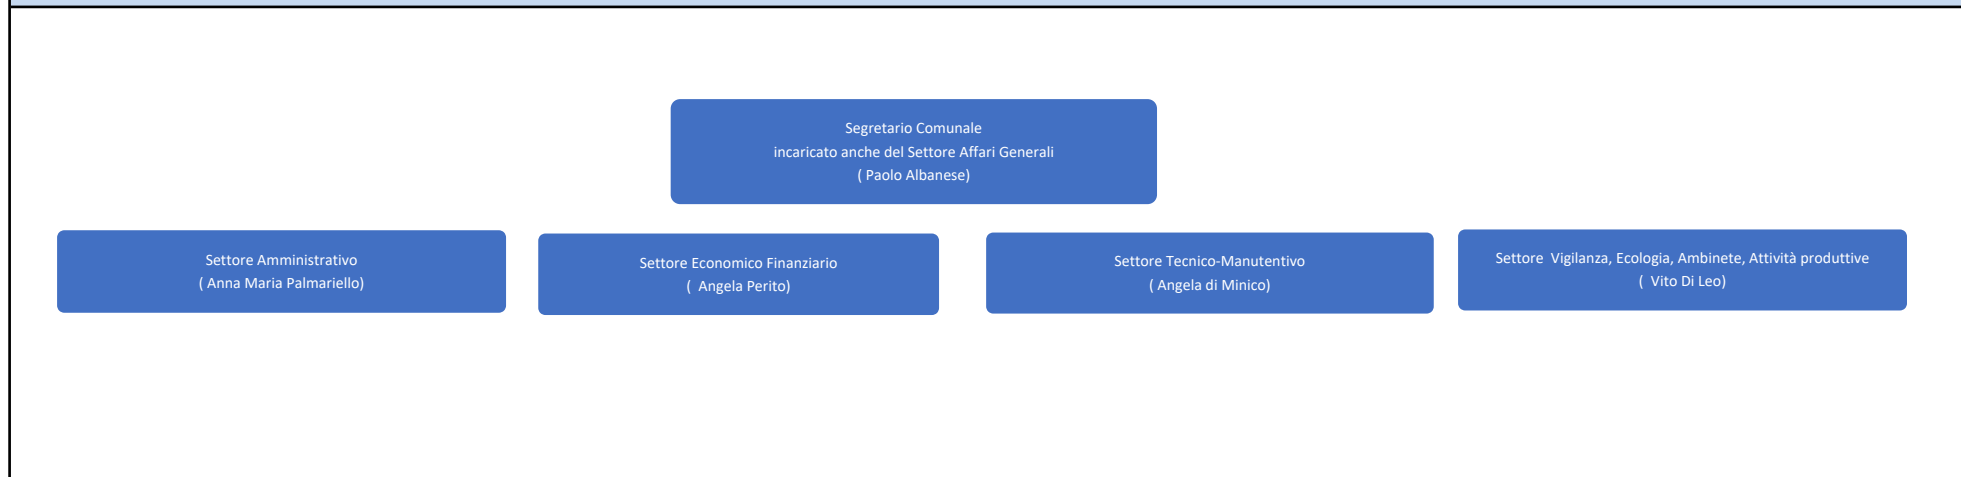 Segretario Comunale
incaricato anche del Settore Affari Generali
( Paolo Albanese)
Settore Amministrativo
( Anna Maria Palmariello)
Settore Economico Finanziario
(  Angela Perito)
Settore Tecnico-Manutentivo
( Angela di Minico)
Settore  Vigilanza, Ecologia, Ambinete, Attività produttive
(  Vito Di Leo)